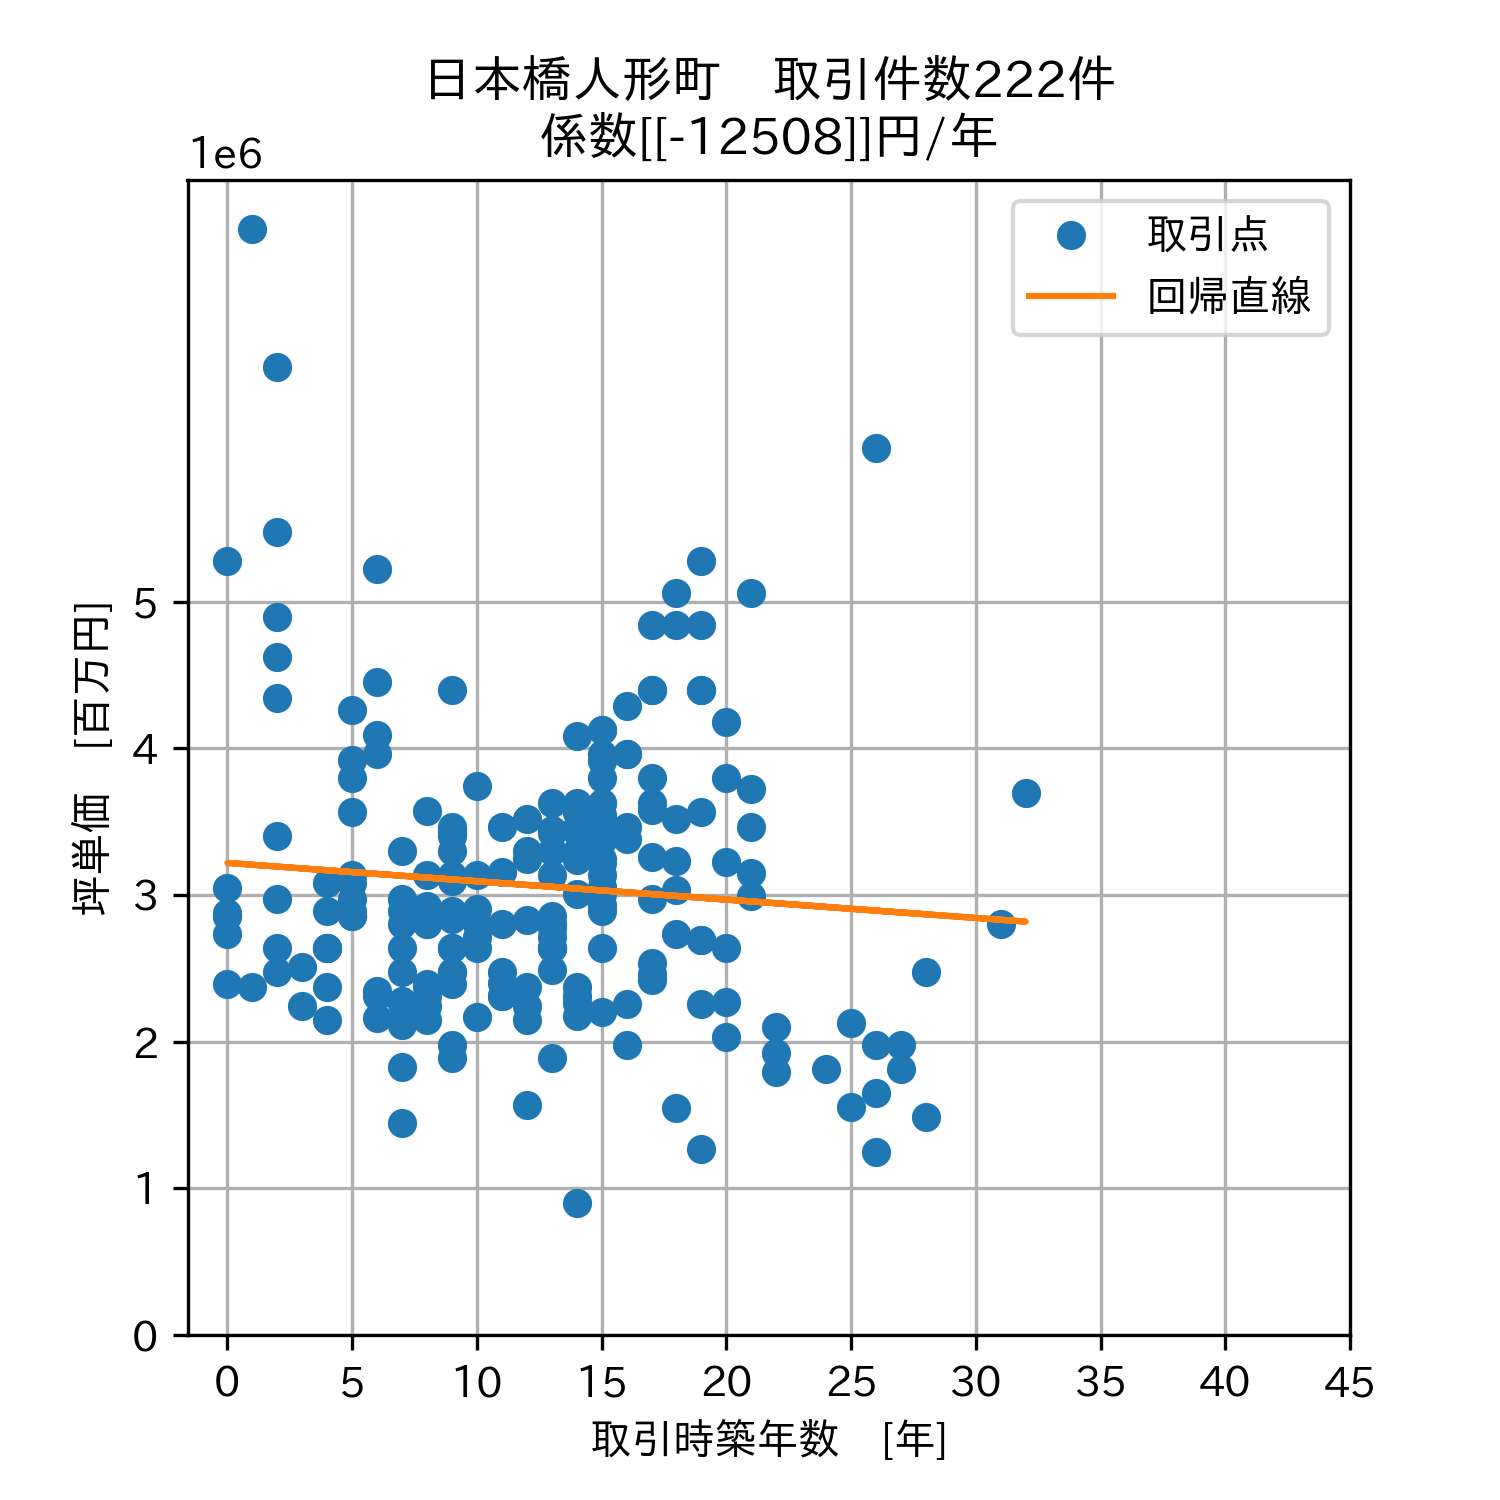 日本橋人形町　取引件数222件
係数[[-12508]]円/年
1e6
取引点
回帰直線
坪単価　[百万円]
5
4
3
2
1
0
0 5 10 15 20 25 30 35 40 45
取引時築年数　[年]